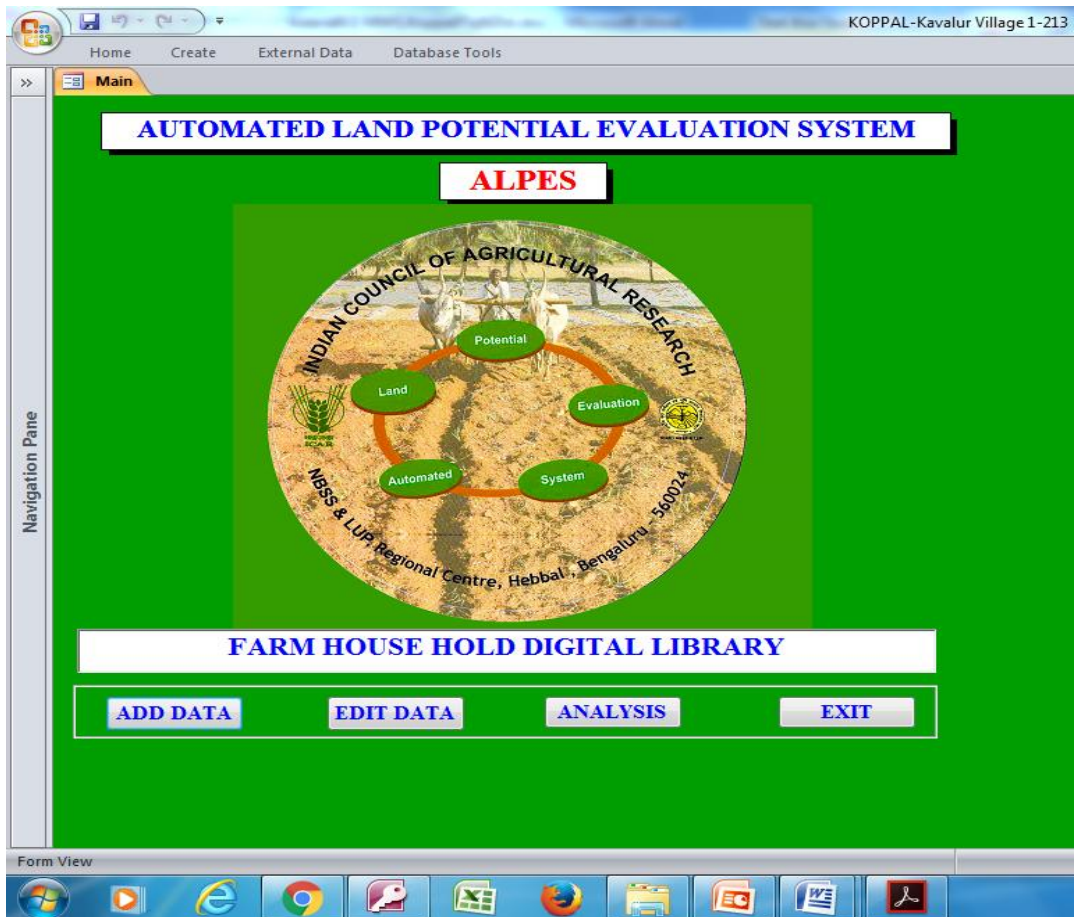 KOPPAL-Kavalur Village 1-213
Home Create External Data Database Tools
Main
AUTOMATED LAND POTENTIAL EVALUATION SYSTEM
ALPES
INDIAN COUNCIL OF AGRICULTURAL RESEARCH
Potential
Land
Evaluation
Automated
System
NBSS & LUP, Regional Centre, Hebbal , Bengaluru - 560024
FARM HOUSE HOLD DIGITAL LIBRARY
ADD DATA EDIT DATA ANALYSIS EXIT
Navigation Pane
Form View